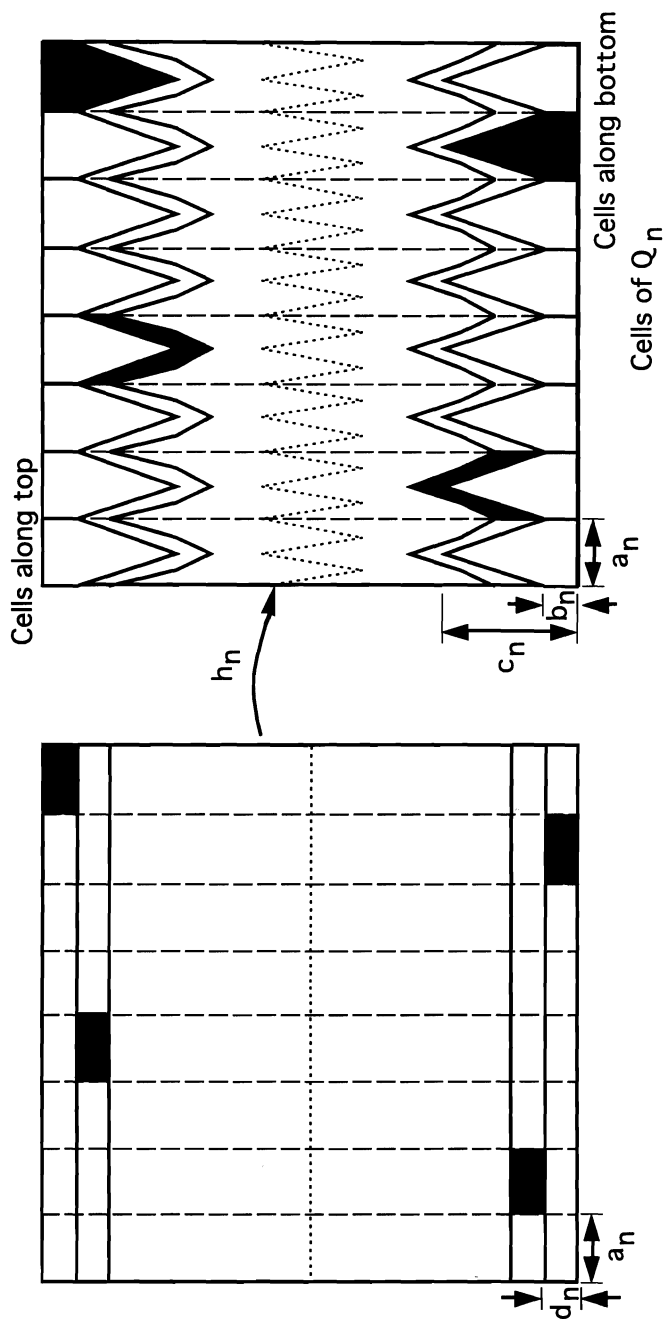 Cells along top
h_n
a_n
d_n
c_n
b_n
a_n
Cells along bottom
Cells of Q_n